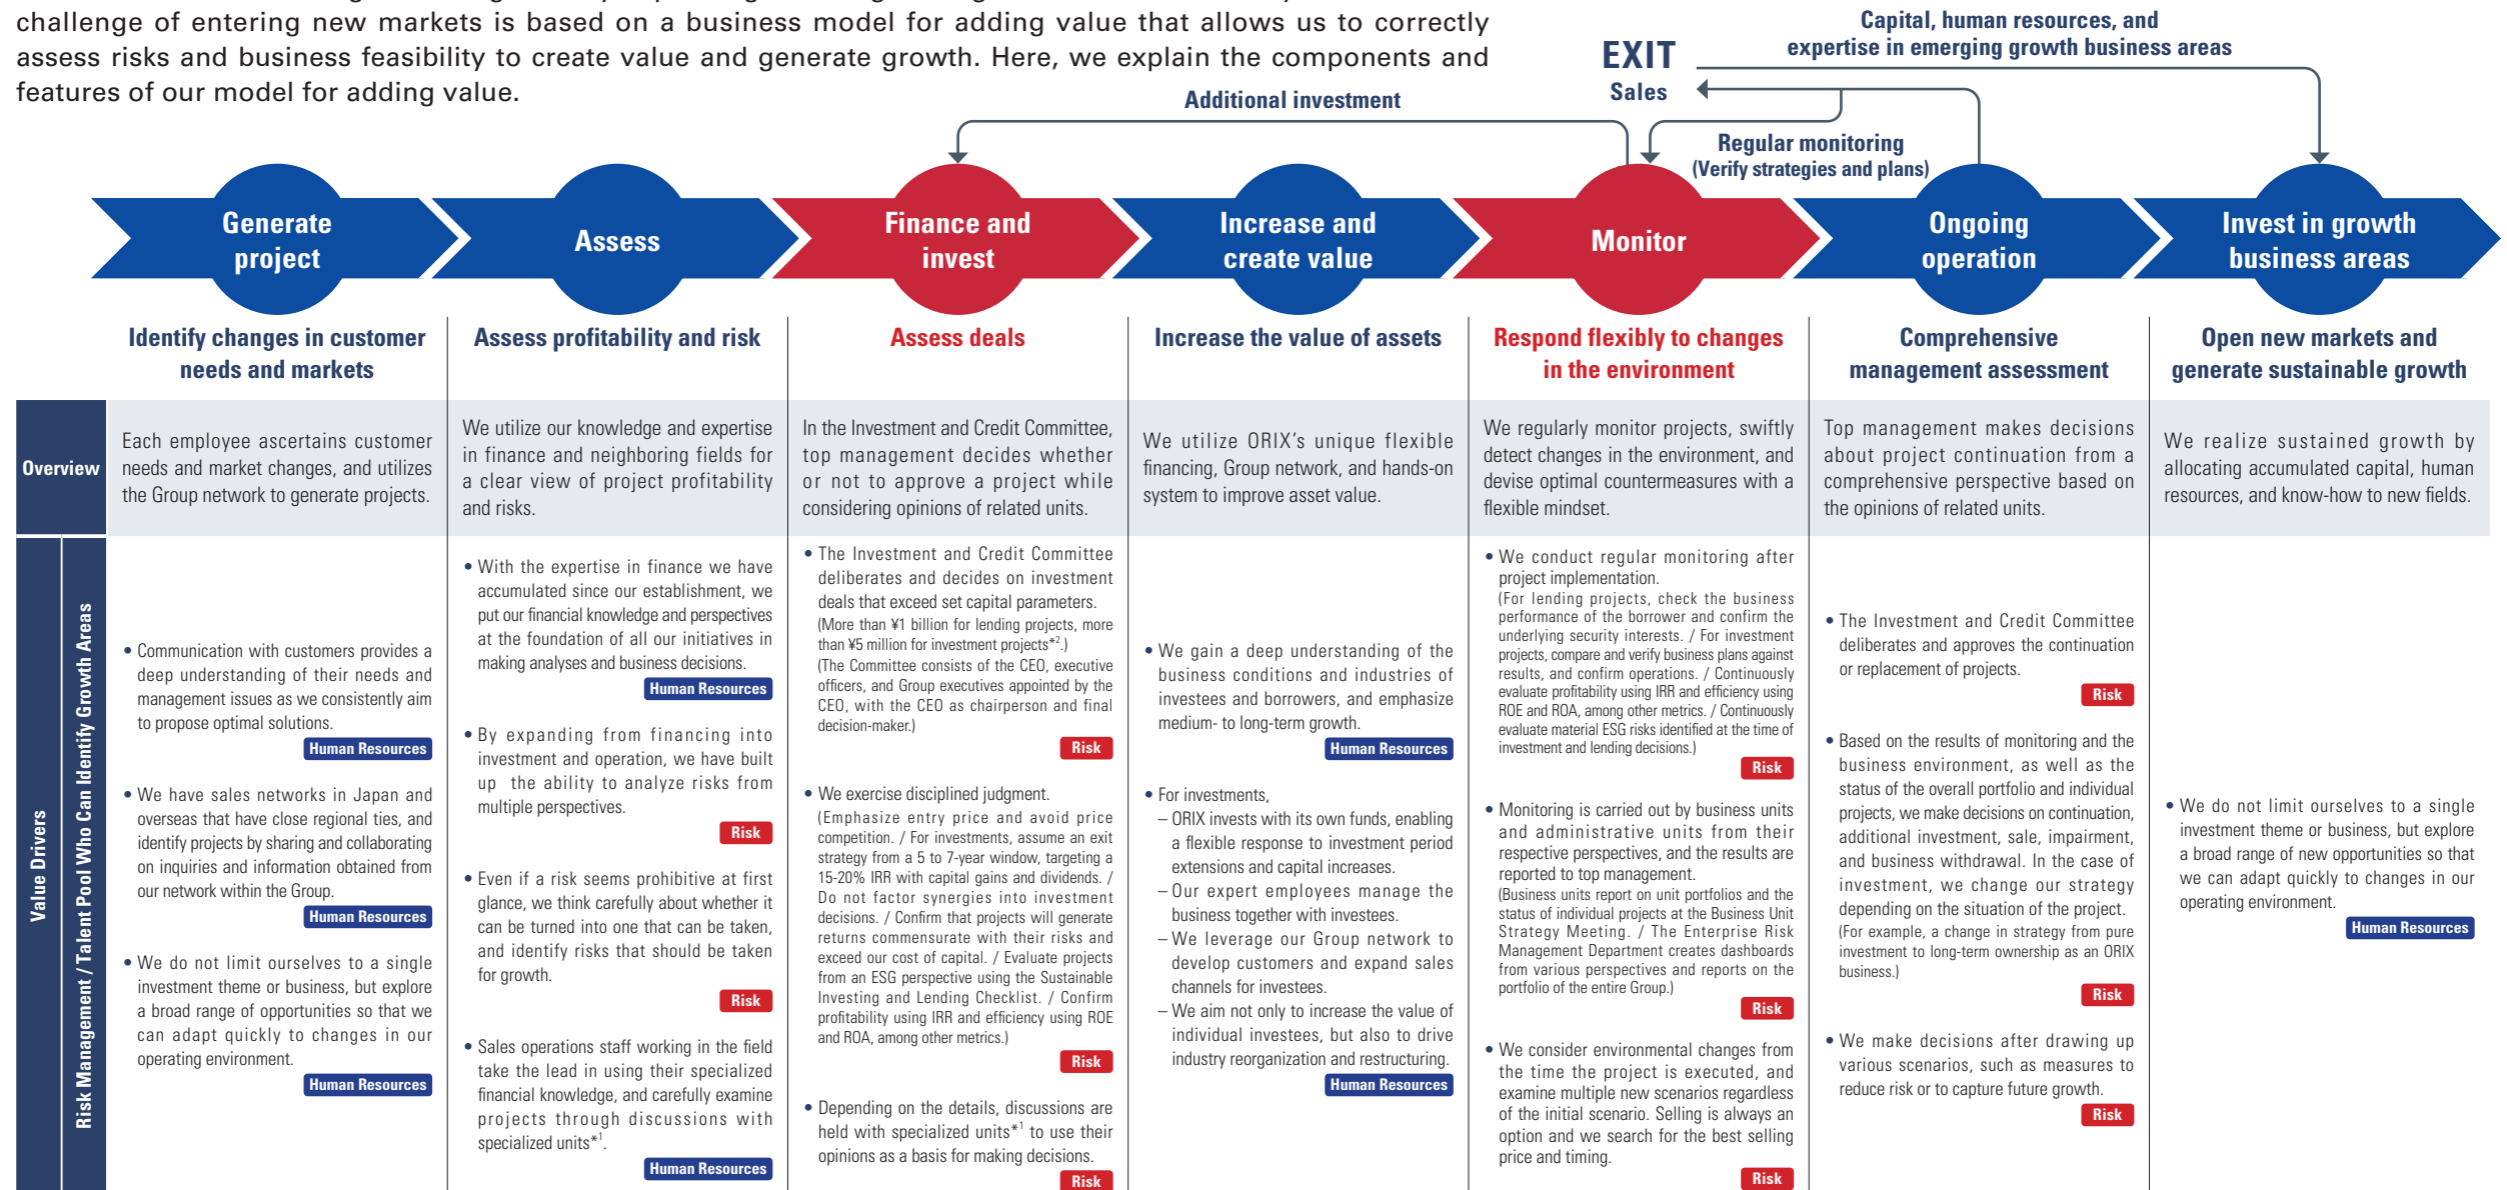 challenge of entering new markets is based on a business model for adding value that allows us to correctly
assess risks and business feasibility to create value and generate growth. Here, we explain the components and
features of our model for adding value.
Capital, human resources, and
expertise in emerging growth business areas
EXIT
Sales
Additional investment
Regular monitoring
(Verify strategies and plans)
Generate
project
Assess
Finance and
invest
Increase and
create value
Monitor
Ongoing
operation
Invest in growth
business areas
Identify changes in customer
needs and markets
Assess profitability and risk
Assess deals
Increase the value of assets
Respond flexibly to changes
in the environment
Comprehensive
management assessment
Open new markets and
generate sustainable growth
Overview
Each employee ascertains customer
needs and market changes, and utilizes
the Group network to generate projects.
We utilize our knowledge and expertise
in finance and neighboring fields for
a clear view of project profitability
and risks.
In the Investment and Credit Committee,
top management decides whether
or not to approve a project while
considering opinions of related units.
We utilize ORIX's unique flexible
financing, Group network, and hands-on
system to improve asset value.
We regularly monitor projects, swiftly
detect changes in the environment, and
devise optimal countermeasures with a
flexible mindset.
Top management makes decisions
about project continuation from a
comprehensive perspective based on
the opinions of related units.
We realize sustained growth by
allocating accumulated capital, human
resources, and know-how to new fields.
Value Drivers
Risk Management / Talent Pool Who Can Identify Growth Areas
• Communication with customers provides a
deep understanding of their needs and
management issues as we consistently aim
to propose optimal solutions.
Human Resources
• We have sales networks in Japan and
overseas that have close regional ties, and
identify projects by sharing and collaborating
on inquiries and information obtained from
our network within the Group.
Human Resources
• We do not limit ourselves to a single
investment theme or business, but explore
a broad range of opportunities so that we
can adapt quickly to changes in our
operating environment.
Human Resources
• With the expertise in finance we have
accumulated since our establishment, we
put our financial knowledge and perspectives
at the foundation of all our initiatives in
making analyses and business decisions.
Human Resources
• By expanding from financing into
investment and operation, we have built
up the ability to analyze risks from
multiple perspectives.
Risk
• Even if a risk seems prohibitive at first
glance, we think carefully about whether it
can be turned into one that can be taken,
and identify risks that should be taken
for growth.
Risk
• Sales operations staff working in the field
take the lead in using their specialized
financial knowledge, and carefully examine
projects through discussions with
specialized units*1.
Human Resources
• The Investment and Credit Committee
deliberates and decides on investment
deals that exceed set capital parameters.
(More than ¥1 billion for lending projects, more
than ¥5 million for investment projects*2.)
(The Committee consists of the CEO, executive
officers, and Group executives appointed by the
CEO, with the CEO as chairperson and final
decision-maker.)
Risk
• We exercise disciplined judgment.
(Emphasize entry price and avoid price
competition. / For investments, assume an exit
strategy from a 5 to 7-year window, targeting a
15-20% IRR with capital gains and dividends. /
Do not factor synergies into investment
decisions. / Confirm that projects will generate
returns commensurate with their risks and
exceed our cost of capital. / Evaluate projects
from an ESG perspective using the Sustainable
Investing and Lending Checklist. / Confirm
profitability using IRR and efficiency using ROE
and ROA, among other metrics.)
Risk
• Depending on the details, discussions are
held with specialized units*1 to use their
opinions as a basis for making decisions.
Risk
• We gain a deep understanding of the
business conditions and industries of
investees and borrowers, and emphasize
medium- to long-term growth.
Human Resources
• For investments,
– ORIX invests with its own funds, enabling
a flexible response to investment period
extensions and capital increases.
– Our expert employees manage the
business together with investees.
– We leverage our Group network to
develop customers and expand sales
channels for investees.
– We aim not only to increase the value of
individual investees, but also to drive
industry reorganization and restructuring.
Human Resources
• We conduct regular monitoring after
project implementation.
(For lending projects, check the business
performance of the borrower and confirm the
underlying security interests. / For investment
projects, compare and verify business plans against
results, and confirm operations. / Continuously
evaluate profitability using IRR and efficiency using
ROE and ROA, among other metrics. / Continuously
evaluate material ESG risks identified at the time of
investment and lending decisions.)
Risk
• Monitoring is carried out by business units
and administrative units from their
respective perspectives, and the results are
reported to top management.
(Business units report on unit portfolios and the
status of individual projects at the Business Unit
Strategy Meeting. / The Enterprise Risk
Management Department creates dashboards
from various perspectives and reports on the
portfolio of the entire Group.)
Risk
• We consider environmental changes from
the time the project is executed, and
examine multiple new scenarios regardless
of the initial scenario. Selling is always an
option and we search for the best selling
price and timing.
Risk
• The Investment and Credit Committee
deliberates and approves the continuation
or replacement of projects.
Risk
• Based on the results of monitoring and the
business environment, as well as the
status of the overall portfolio and individual
projects, we make decisions on continuation,
additional investment, sale, impairment,
and business withdrawal. In the case of
investment, we change our strategy
depending on the situation of the project.
(For example, a change in strategy from pure
investment to long-term ownership as an ORIX
business.)
Risk
• We make decisions after drawing up
various scenarios, such as measures to
reduce risk or to capture future growth.
Risk
• We do not limit ourselves to a single
investment theme or business, but explore
a broad range of new opportunities so that
we can adapt quickly to changes in our
operating environment.
Human Resources